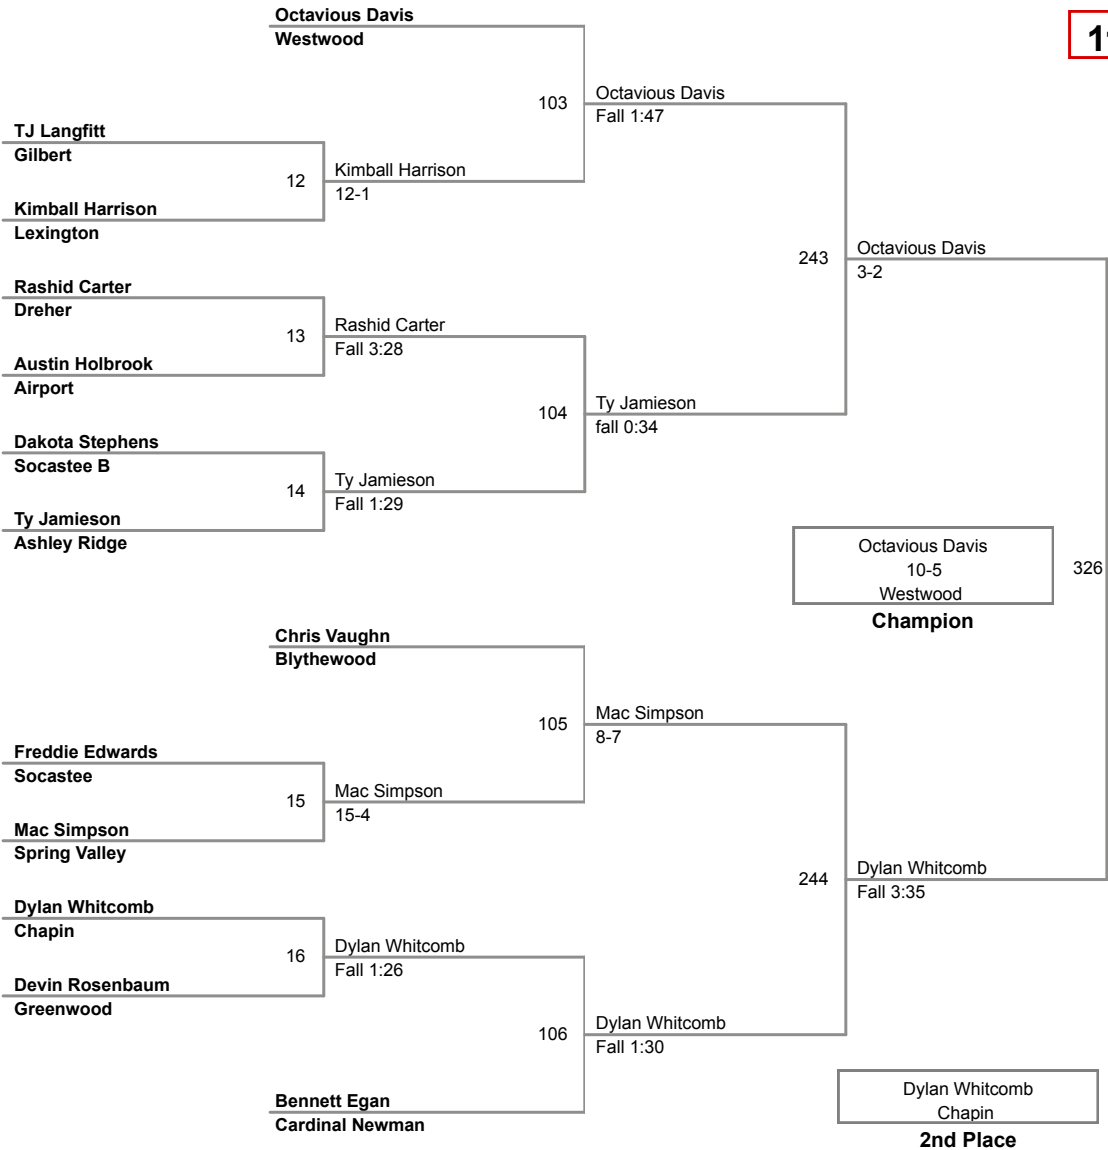 Octavious Davis
Westwood
103
Octavious Davis
Fall 1:47
TJ Langfitt
Gilbert
12
Kimball Harrison
12-1
Kimball Harrison
Lexington
243
Octavious Davis
3-2
Rashid Carter
Dreher
13
Rashid Carter
Fall 3:28
Austin Holbrook
Airport
104
Ty Jamieson
fall 0:34
Dakota Stephens
Socastee B
14
Ty Jamieson
Fall 1:29
Ty Jamieson
Ashley Ridge
Octavious Davis
10-5
Westwood
Champion
326
Chris Vaughn
Blythewood
105
Mac Simpson
8-7
Freddie Edwards
Socastee
15
Mac Simpson
15-4
Mac Simpson
Spring Valley
244
Dylan Whitcomb
Fall 3:35
Dylan Whitcomb
Chapin
16
Dylan Whitcomb
Fall 1:26
Devin Rosenbaum
Greenwood
106
Dylan Whitcomb
Fall 1:30
Bennett Egan
Cardinal Newman
Dylan Whitcomb
Chapin
2nd Place